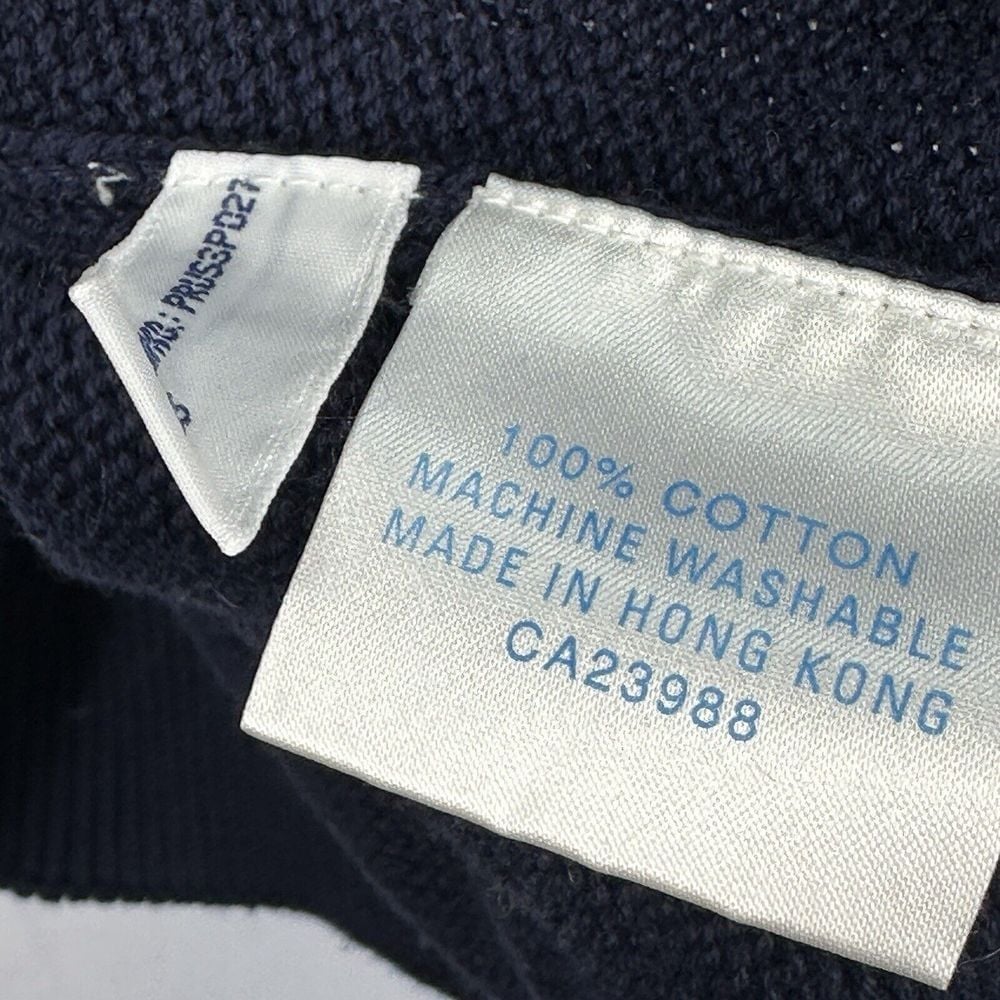 PRUS3P027
100% COTTON
MACHINE WASHABLE
MADE IN HONG KONG
CA23988